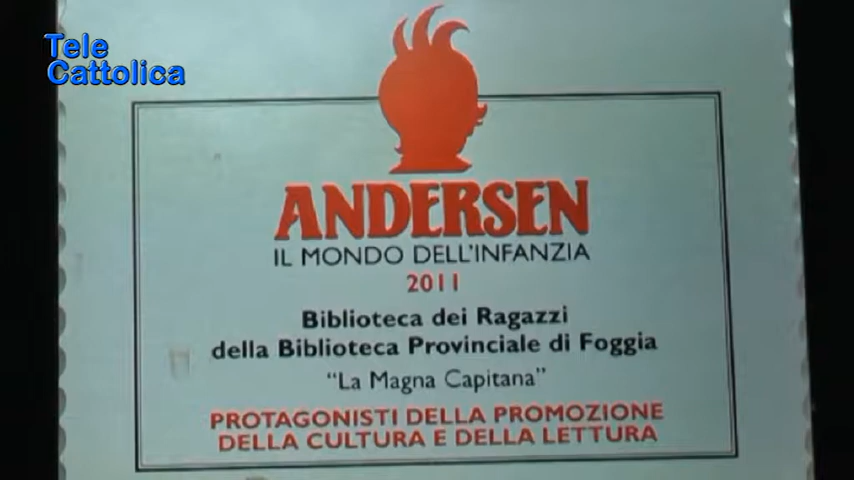 Tele
Cattolica
ANDERSEN
IL MONDO DELL'INFANZIA
2011
Biblioteca dei Ragazzi
della Biblioteca Provinciale di Foggia
“La Magna Capitana”
PROTAGONISTI DELLA PROMOZIONE
DELLA CULTURA E DELLA LETTURA